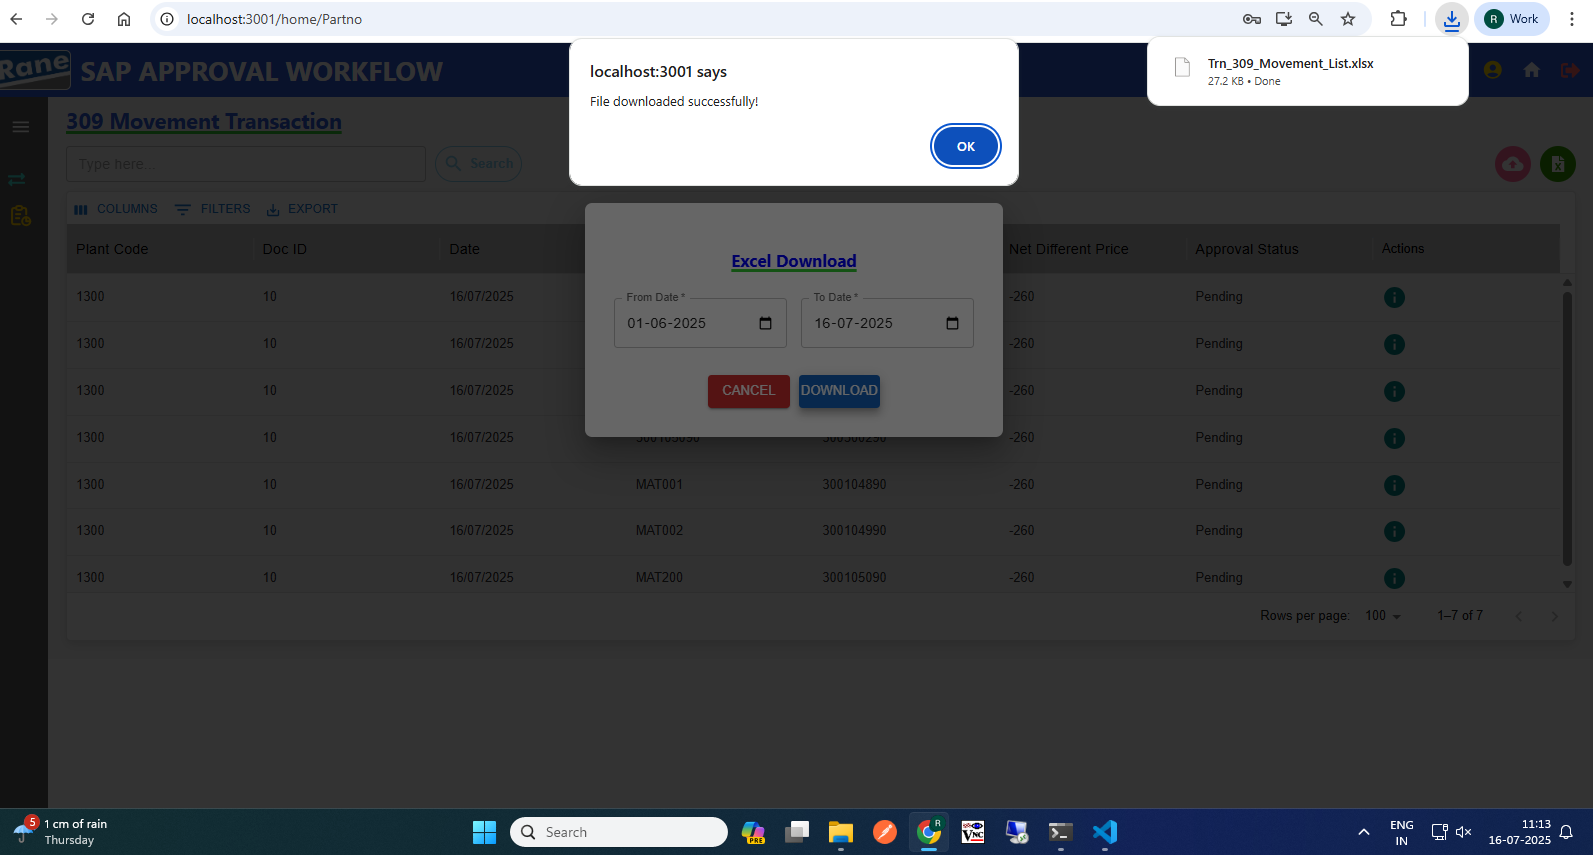 localhost:3001/home/Partno
R Work
localhost:3001 says
File downloaded successfully!
OK
Trn_309_Movement_List.xlsx
27.2 KB • Done
Rane
SAP APPROVAL WORKFLOW
309 Movement Transaction
Type here...
Search
COLUMNS
FILTERS
EXPORT
Plant Code Doc ID Date Net Different Price Approval Status Actions
1300 10 16/07/2025 -260 Pending
1300 10 16/07/2025 -260 Pending
1300 10 16/07/2025 -260 Pending
1300 10 16/07/2025 300105090 300300290 -260 Pending
1300 10 16/07/2025 MAT001 300104890 -260 Pending
1300 10 16/07/2025 MAT002 300104990 -260 Pending
1300 10 16/07/2025 MAT200 300105090 -260 Pending
Rows per page: 100 1–7 of 7
Excel Download
From Date *
01-06-2025
To Date *
16-07-2025
CANCEL
DOWNLOAD
5
1 cm of rain
Thursday
Search
PRE
R
VNC
ENG
IN
11:13
16-07-2025